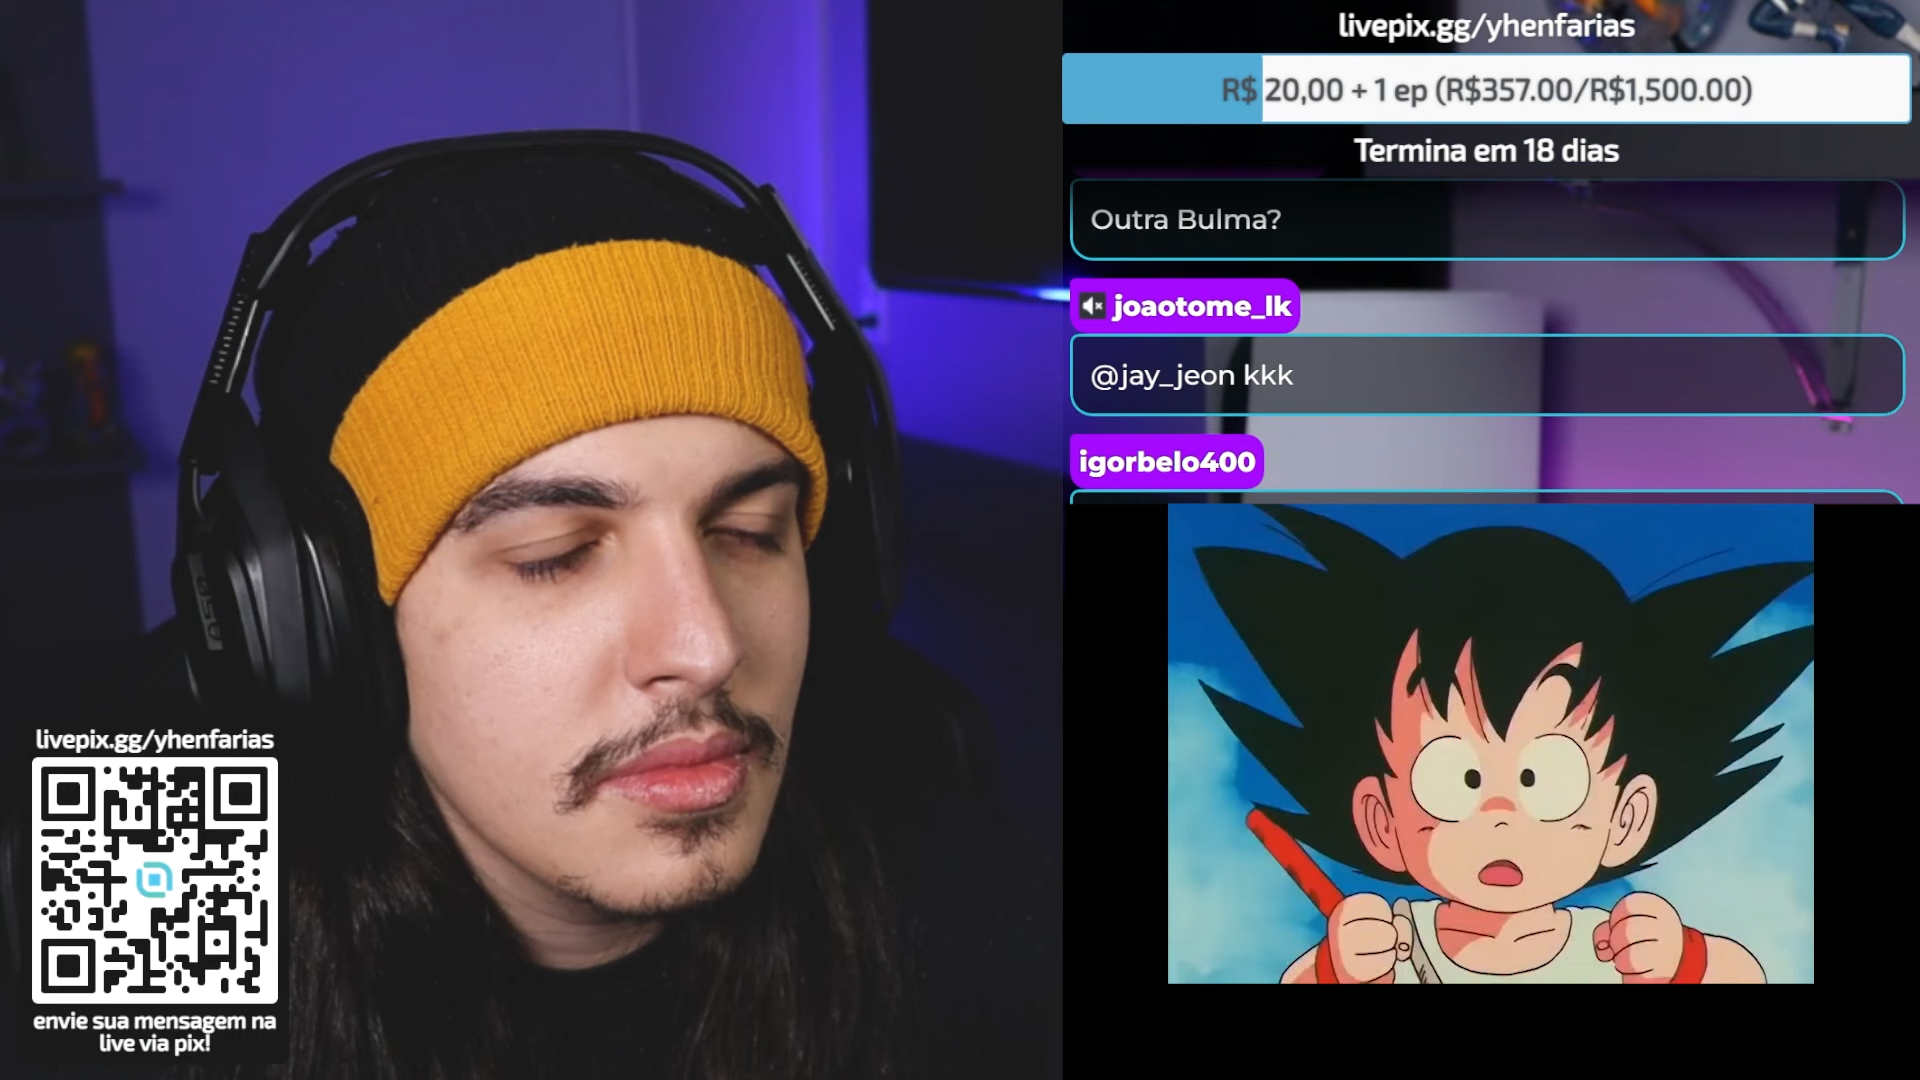 livepix.gg/yhenfarias
R$ 20,00 + 1 ep (R$357.00/R$1,500.00)
Termina em 18 dias
Outra Bulma?
joaotome_lk
@jay_jeon kkk
igorbelo400
livepix.gg/yhenfarias
envie sua mensagem na
live via pix!